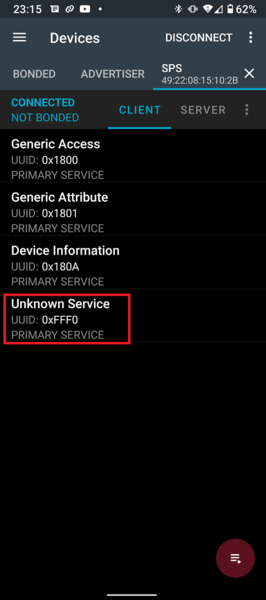 23:15
62%
Devices
DISCONNECT
BONDED
ADVERTISER
SPS
49:22:08:15:10:2B
CONNECTED
NOT BONDED
CLIENT
SERVER
Generic Access
UUID: 0x1800
PRIMARY SERVICE
Generic Attribute
UUID: 0x1801
PRIMARY SERVICE
Device Information
UUID: 0x180A
PRIMARY SERVICE
Unknown Service
UUID: 0xFFF0
PRIMARY SERVICE